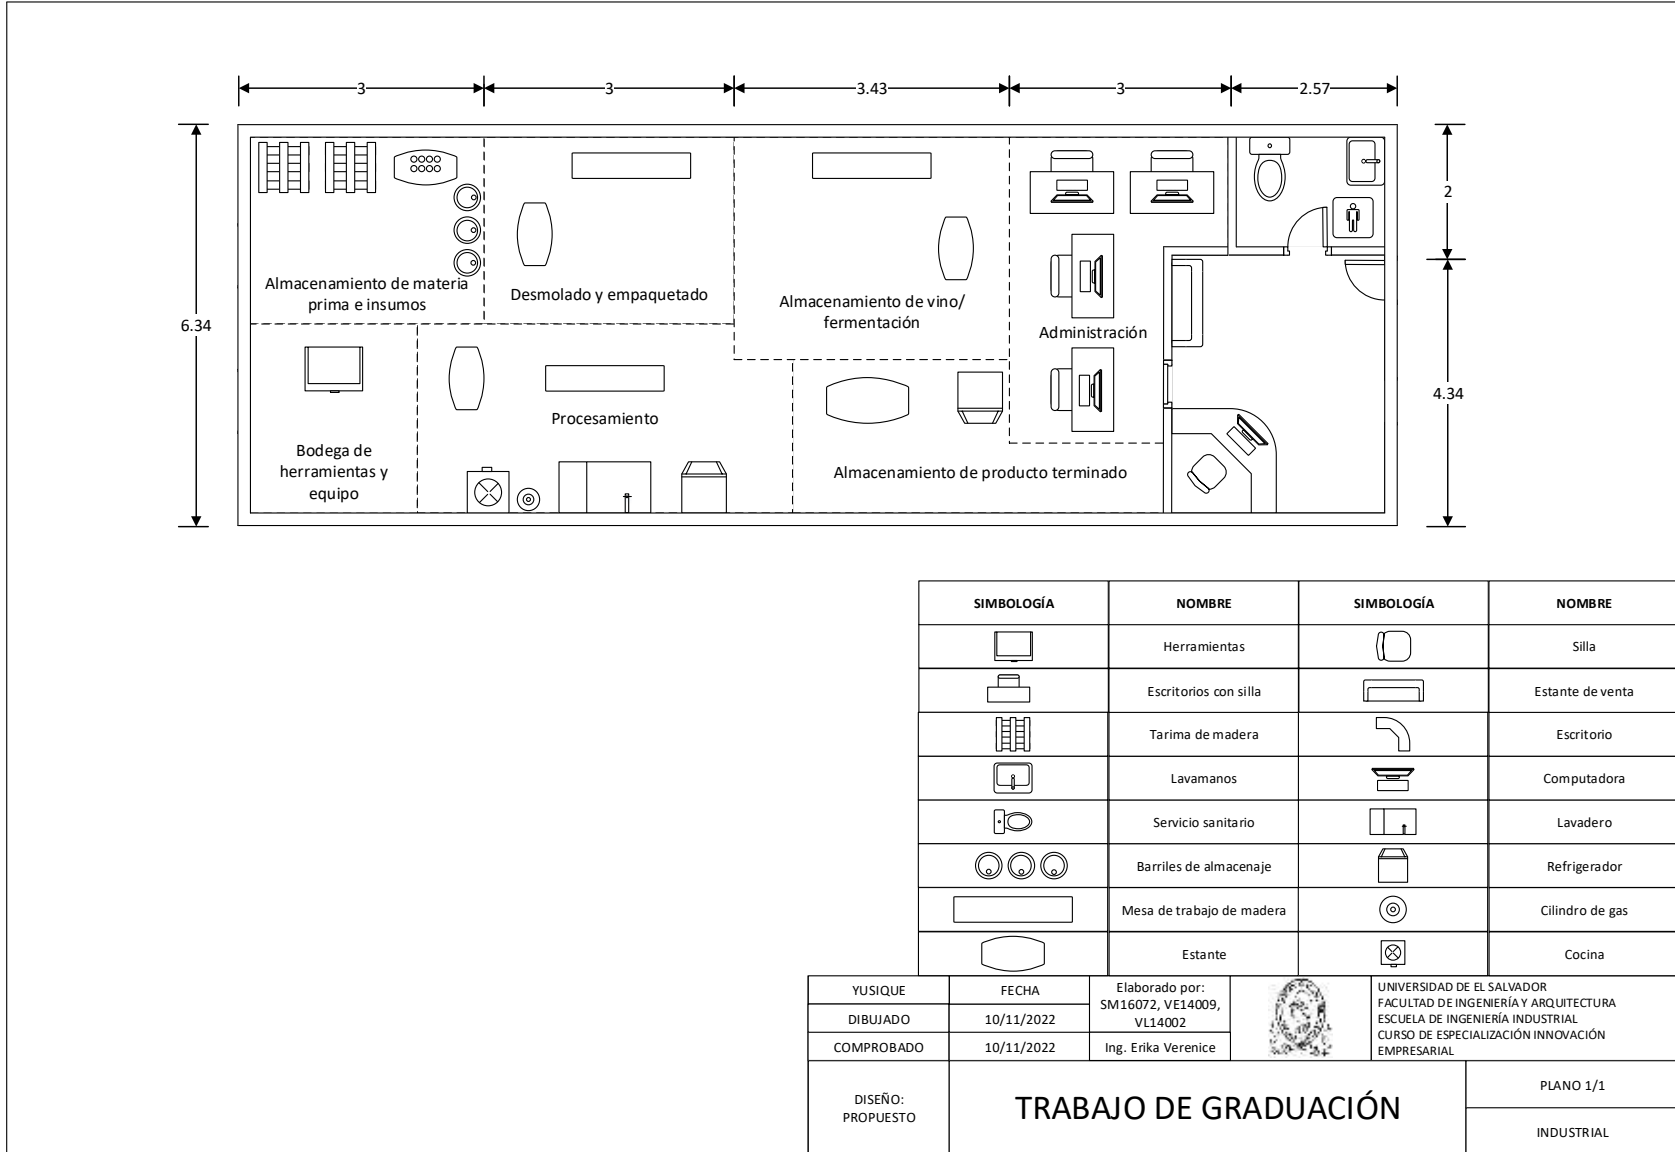 3
3
3.43
3
2.57
6.34
2
4.34
Almacenamiento de materia
prima e insumos
Desmolado y empaquetado
Almacenamiento de vino/
fermentación
Administración
Procesamiento
Bodega de
herramientas y
equipo
Almacenamiento de producto terminado
SIMBOLOGÍA NOMBRE SIMBOLOGÍA NOMBRE
Herramientas Silla
Escritorios con silla Estante de venta
Tarima de madera Escritorio
Lavamanos Computadora
Servicio sanitario Lavadero
Barriles de almacenaje Refrigerador
Mesa de trabajo de madera Cilindro de gas
Estante Cocina
YUSIQUE FECHA
DIBUJADO 10/11/2022
COMPROBADO 10/11/2022
Elaborado por:
SM16072, VE14009,
VL14002
Ing. Erika Verenice
UNIVERSIDAD DE EL SALVADOR
FACULTAD DE INGENIERÍA Y ARQUITECTURA
ESCUELA DE INGENIERÍA INDUSTRIAL
CURSO DE ESPECIALIZACIÓN INNOVACIÓN
EMPRESARIAL
DISEÑO:
PROPUESTO
TRABAJO DE GRADUACIÓN
PLANO 1/1
INDUSTRIAL